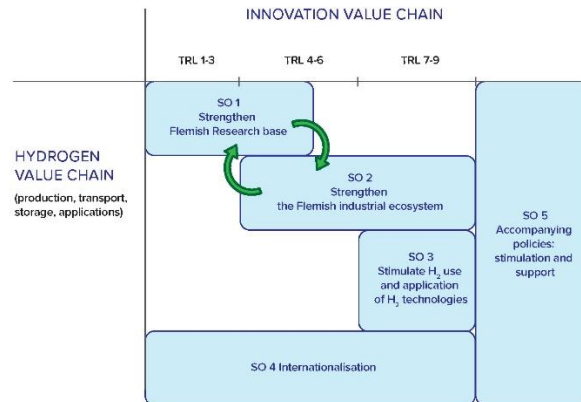 INNOVATION VALUE CHAIN
TRL 1-3
TRL 4-6
TRL 7-9
HYDROGEN
VALUE CHAIN
(production, transport,
storage, applications)
SO 1
Strengthen
Flemish Research base
SO 2
Strengthen
the Flemish industrial ecosystem
SO 3
Stimulate H₂ use
and application
of H₂ technologies
SO 4 Internationalisation
SO 5
Accompanying
policies:
stimulation and
support